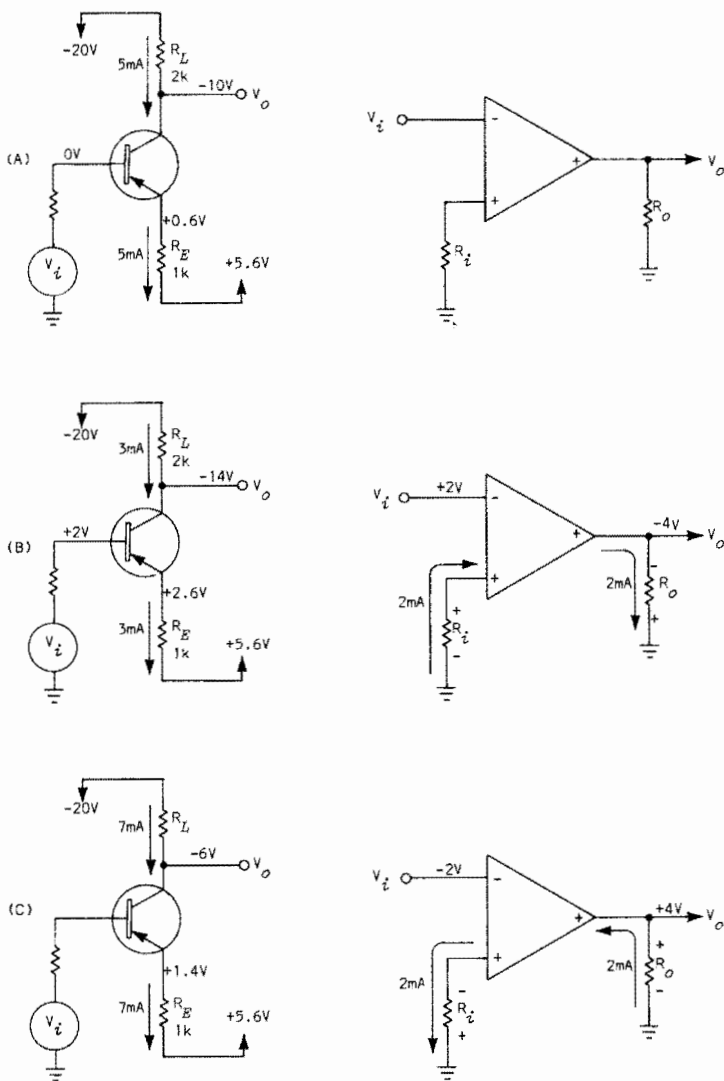 -20V
5mA
R_L
2k
-10V
V_o
(A)
0V
+0.6V
V_i
5mA
R_E
1k
+5.6V
V_i
-
+
+
R_i
V_o
R_o
-20V
3mA
R_L
2k
-14V
V_o
(B)
+2V
+2.6V
V_i
3mA
R_E
1k
+5.6V
V_i
+2V
-
+
-4V
V_o
2mA
+
+
R_i
-
2mA
-
R_o
+
-20V
7mA
R_L
-6V
V_o
(C)
+1.4V
V_i
7mA
R_E
1k
+5.6V
V_i
-2V
-
+
+4V
V_o
2mA
+
-
R_i
+
2mA
+
R_o
-